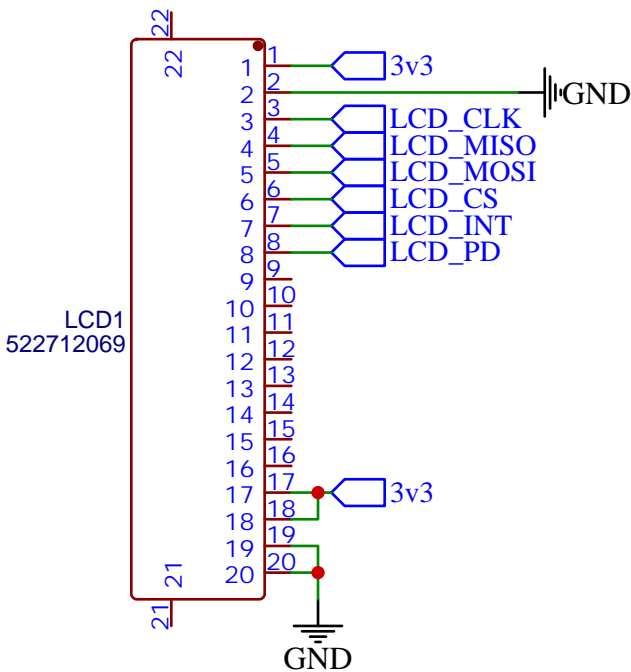 22
22
1 1 3v3
2 2 GND
3 3 LCD_CLK
4 4 LCD_MISO
5 5 LCD_MOSI
6 6 LCD_CS
7 7 LCD_INT
8 8 LCD_PD
9 9
10 10
11 11
LCD1
522712069
12 12
13 13
14 14
15 15
16 16
17 17 3v3
18 18
19 19
20 20
21
21
GND